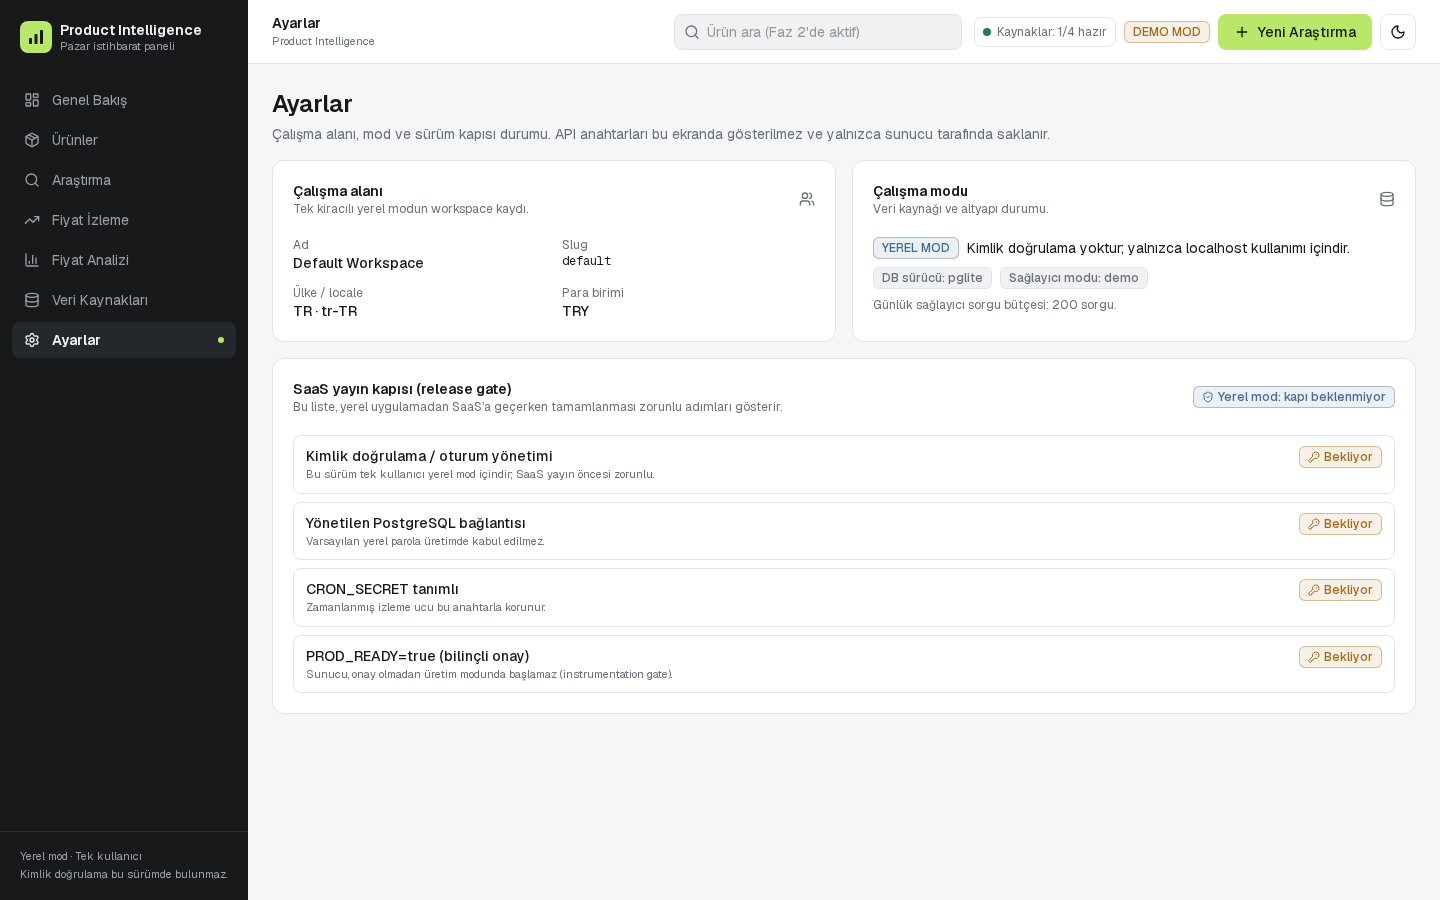 Product Intelligence
Pazar istihbarat paneli
Genel Bakış
Ürünler
Araştırma
Fiyat İzleme
Fiyat Analizi
Veri Kaynakları
Ayarlar
Yerel mod · Tek kullanıcı
Kimlik doğrulama bu sürümde bulunmaz.
Ayarlar
Product Intelligence
Ürün ara (Faz 2'de aktif)
Kaynaklar: 1/4 hazır
DEMO MOD
Yeni Araştırma
Ayarlar
Çalışma alanı, mod ve sürüm kapısı durumu. API anahtarları bu ekranda gösterilmez ve yalnızca sunucu tarafında saklanır.
Çalışma alanı
Tek kiracılı yerel modun workspace kaydı.
Ad
Default Workspace
Slug
default
Ülke / locale
TR · tr-TR
Para birimi
TRY
Çalışma modu
Veri kaynağı ve altyapı durumu.
YEREL MOD Kimlik doğrulama yoktur; yalnızca localhost kullanımı içindir.
DB sürücü: pglite Sağlayıcı modu: demo
Günlük sağlayıcı sorgu bütçesi: 200 sorgu.
SaaS yayın kapısı (release gate)
Bu liste, yerel uygulamadan SaaS'a geçerken tamamlanması zorunlu adımları gösterir.
Yerel mod: kapı beklenmiyor
Kimlik doğrulama / oturum yönetimi
Bu sürüm tek kullanıcı yerel mod içindir; SaaS yayın öncesi zorunlu.
Bekliyor
Yönetilen PostgreSQL bağlantısı
Varsayılan yerel parola üretimde kabul edilmez.
Bekliyor
CRON_SECRET tanımlı
Zamanlanmış izleme ucu bu anahtarla korunur.
Bekliyor
PROD_READY=true (bilinçli onay)
Sunucu, onay olmadan üretim modunda başlamaz (instrumentation gate).
Bekliyor